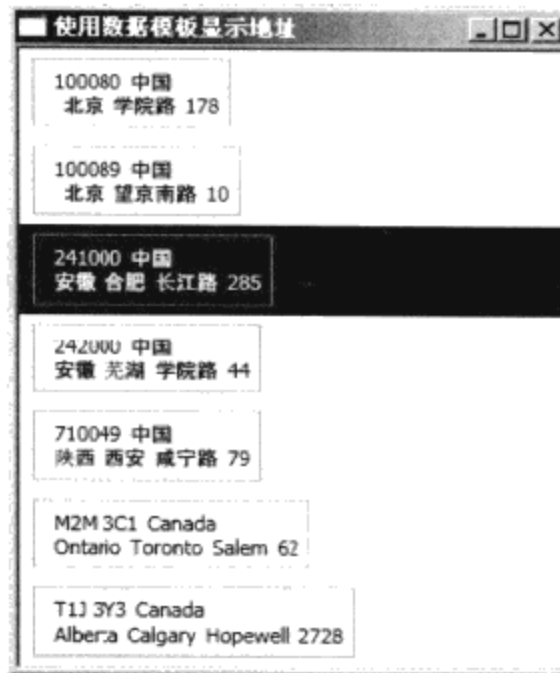 使用数据模板显示地址
100080 中国
北京 学院路 178
100089 中国
北京 望京南路 10
241000 中国
安徽 合肥 长江路 285
242000 中国
安徽 芜湖 学院路 44
710049 中国
陕西 西安 咸宁路 79
M2M 3C1 Canada
Ontario Toronto Salem 62
T1J 3Y3 Canada
Alberta Calgary Hopewell 2728